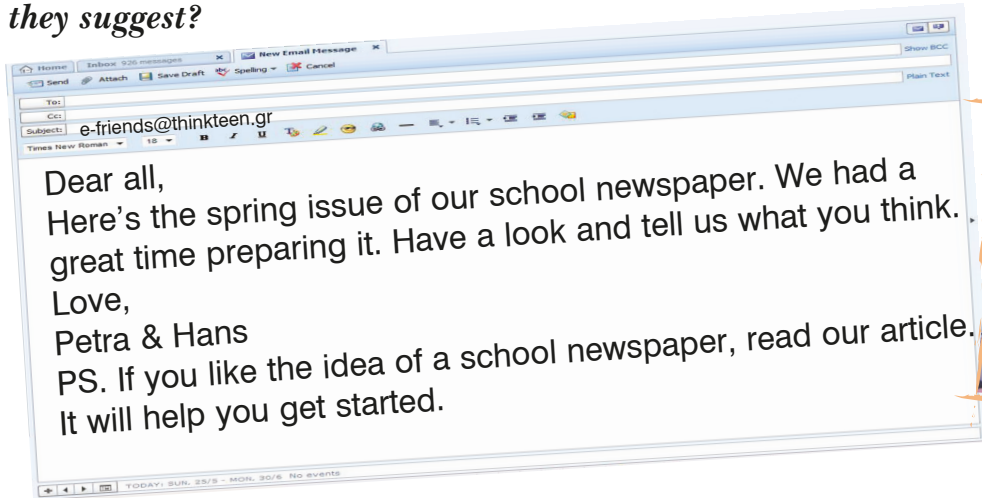 they suggest?
Home Inbox 926 messages × New Email Message ×
Send Attach Save Draft Spelling Cancel
To:
Show BCC
Cc:
Plain Text
Subject: e-friends@thinkteen.gr
Times New Roman 18 B I U
Dear all,
Here’s the spring issue of our school newspaper. We had a
great time preparing it. Have a look and tell us what you think.
Love,
Petra & Hans
PS. If you like the idea of a school newspaper, read our article.
It will help you get started.
TODAY: SUN, 25/5 - MON, 30/6 No events